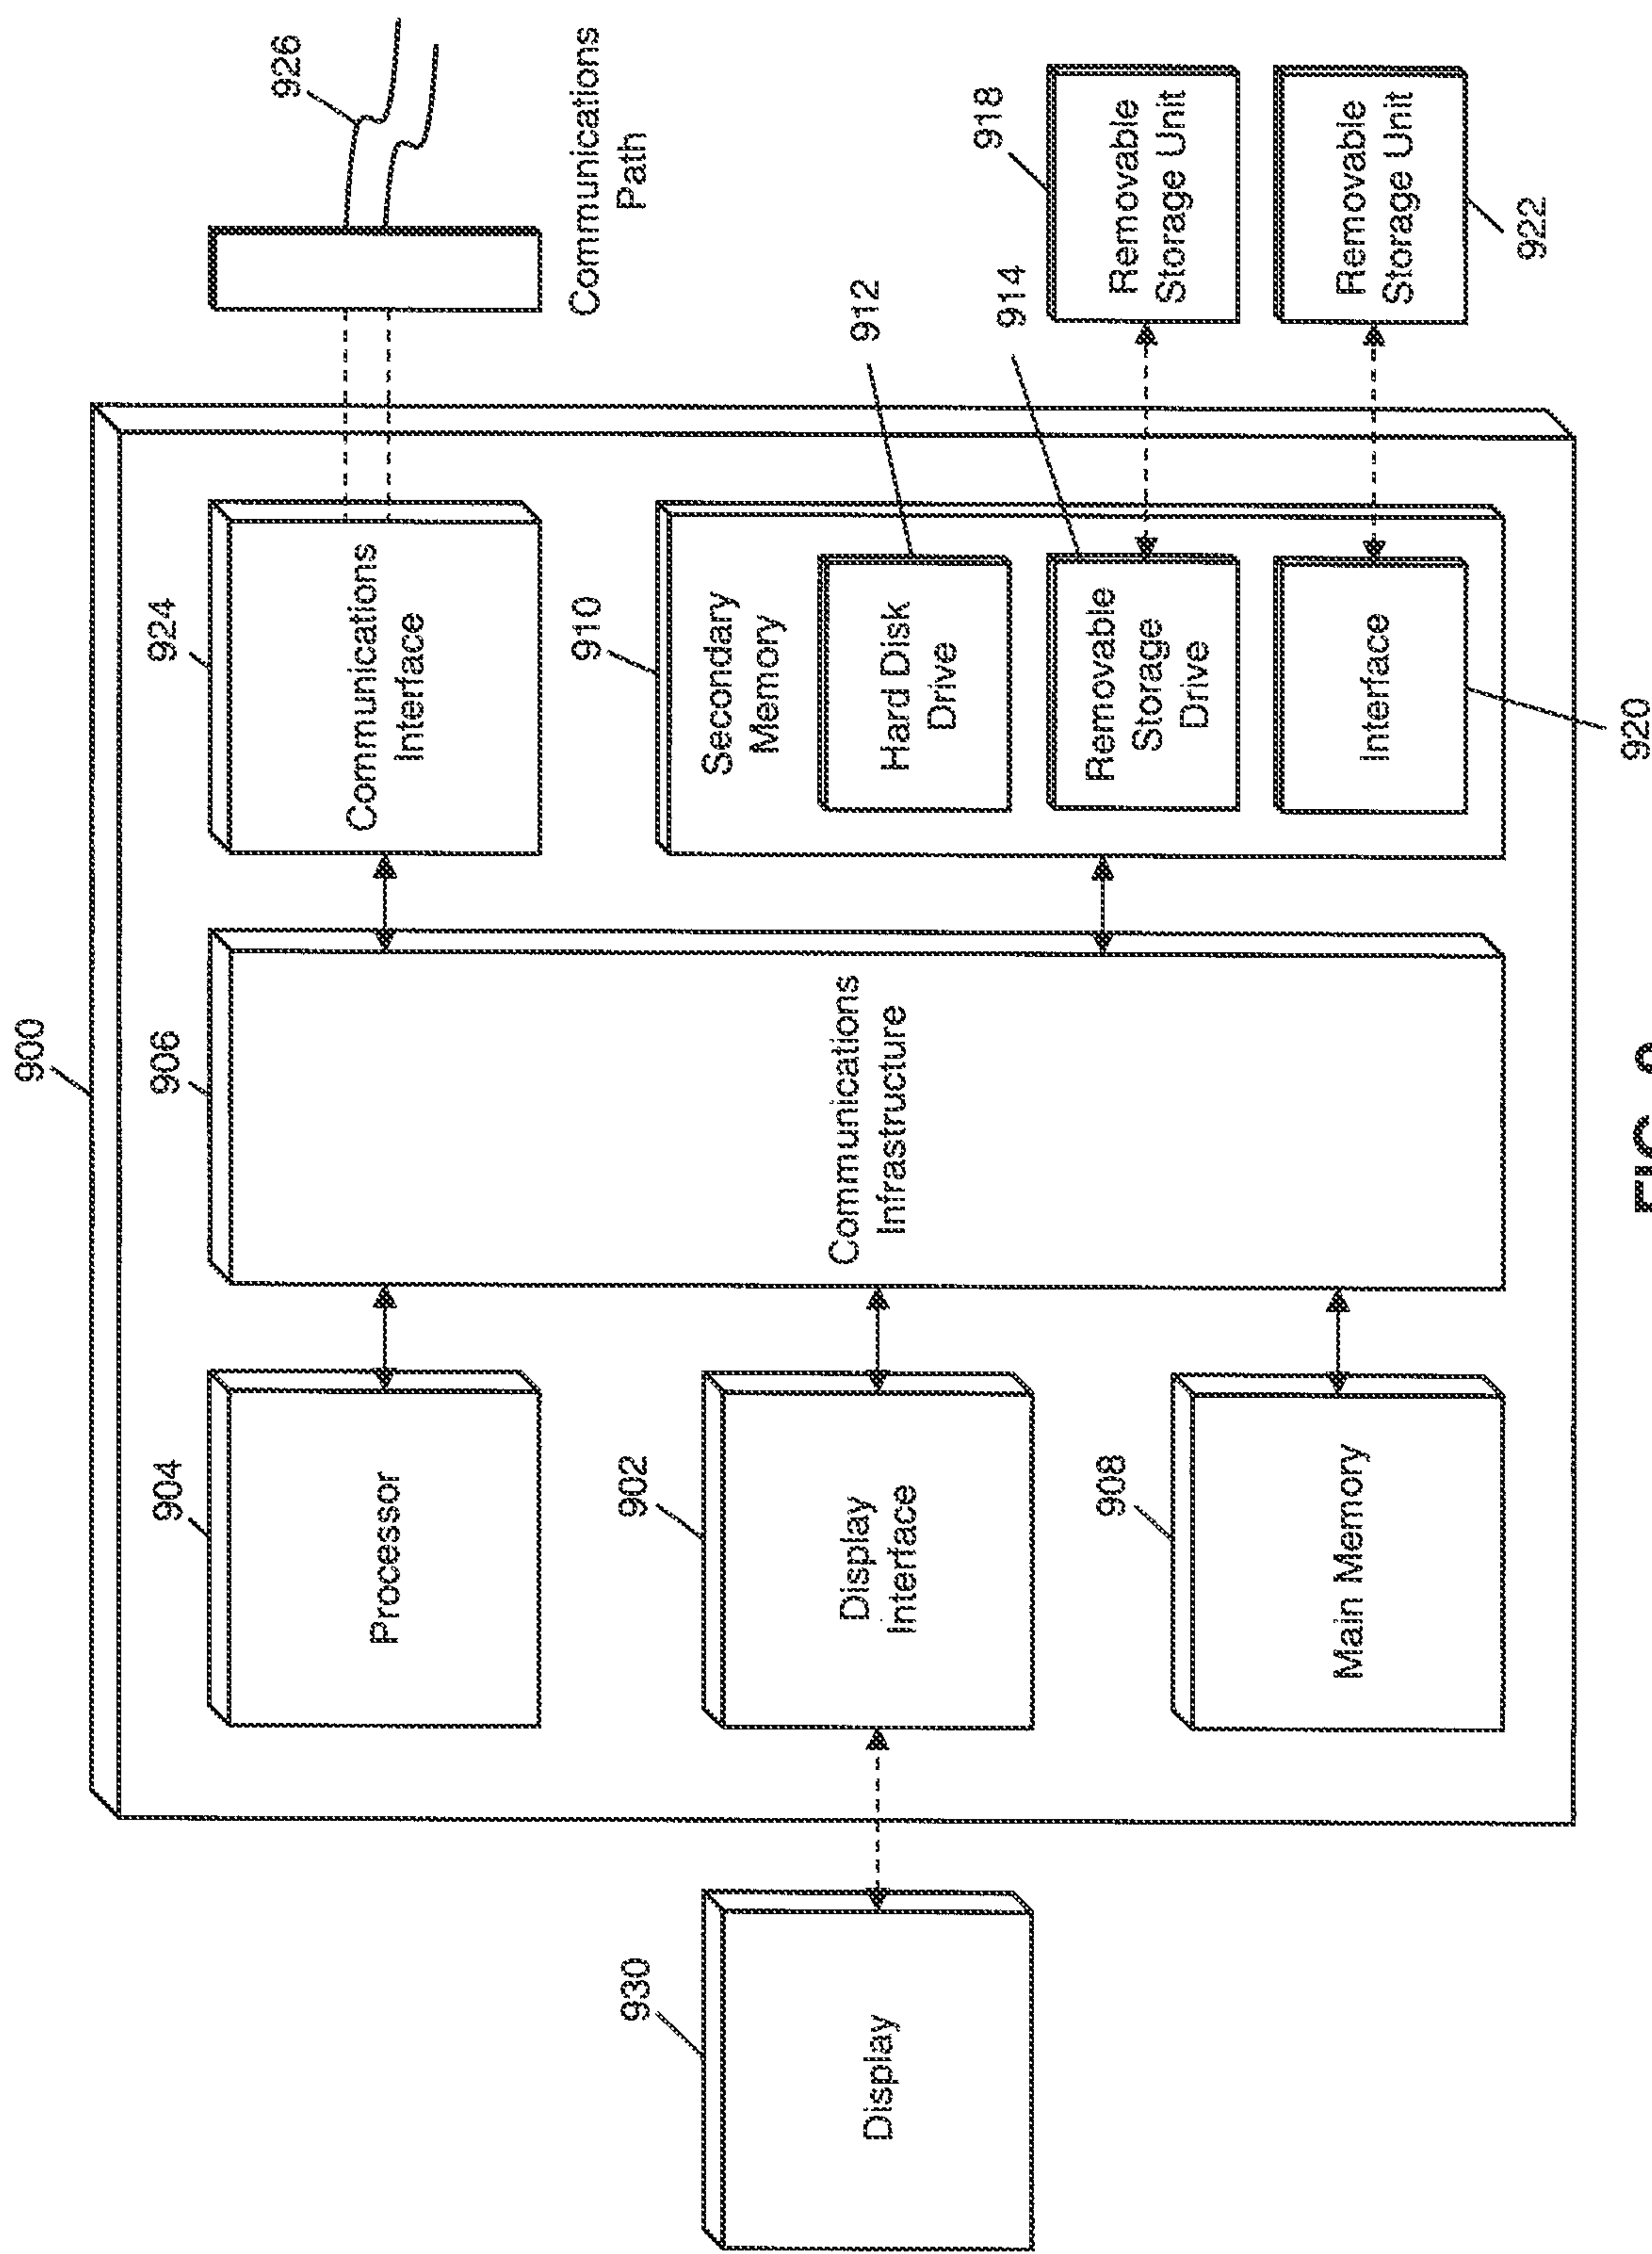 900
904
906
924
926
Processor
Communications
Interface
Communications
Path
930
902
910
Display
Display
Interface
Communications
Infrastructure
Secondary
Memory
Hard Disk
Drive
912
918
914
908
Main Memory
Removable
Storage
Drive
Removable
Storage Unit
Interface
Removable
Storage Unit
922
920
FIG.